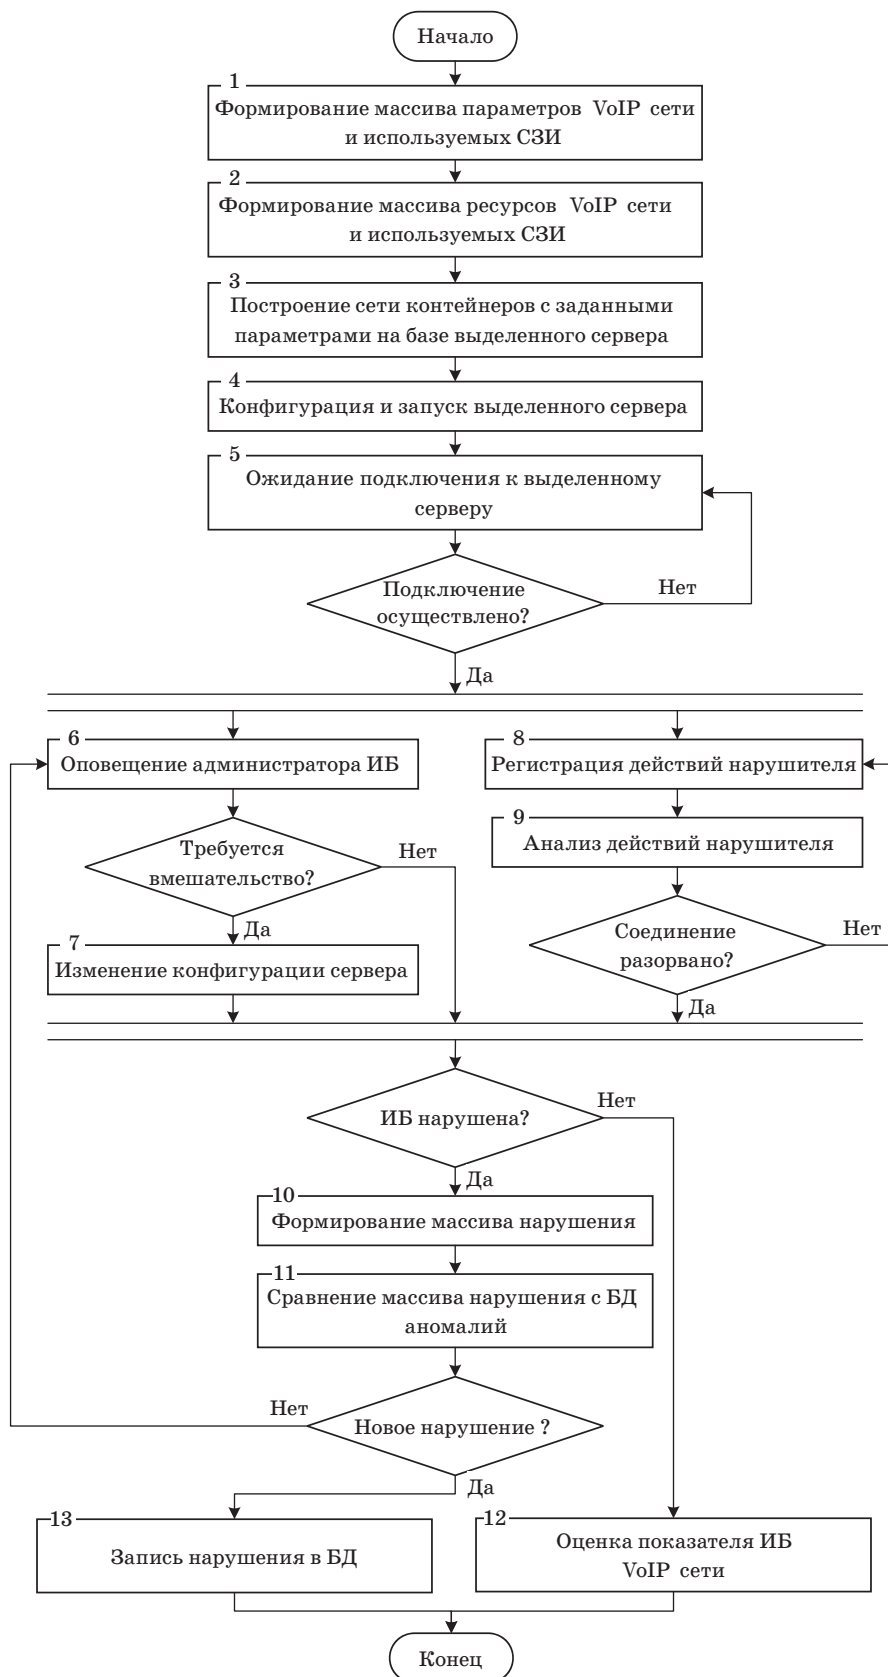 Начало
1
Формирование массива параметров VoIP сети
и используемых СЗИ
2
Формирование массива ресурсов VoIP сети
и используемых СЗИ
3
Построение сети контейнеров с заданными
параметрами на базе выделенного сервера
4
Конфигурация и запуск выделенного сервера
5
Ожидание подключения к выделенному
серверу
Подключение
осуществлено?
Нет
Да
6
Оповещение администратора ИБ
8
Регистрация действий нарушителя
9
Анализ действий нарушителя
Требуется
вмешательство?
Нет
Да
7
Изменение конфигурации сервера
Соединение
разорвано?
Нет
Да
ИБ нарушена?
Нет
Да
10
Формирование массива нарушения
11
Сравнение массива нарушения с БД
аномалий
Новое нарушение ?
Нет
Да
13
Запись нарушения в БД
12
Оценка показателя ИБ
VoIP сети
Конец